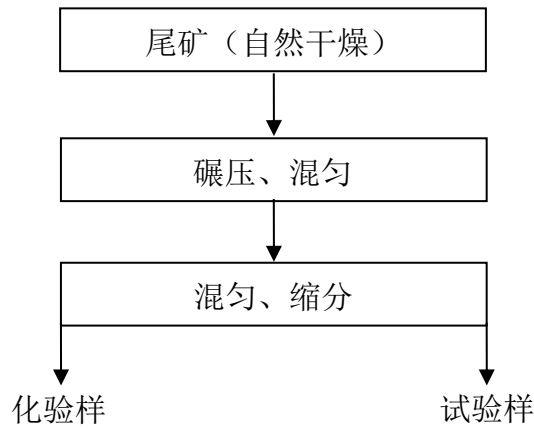 尾矿（自然干燥）
碾压、混匀
混匀、缩分
化验样
试验样